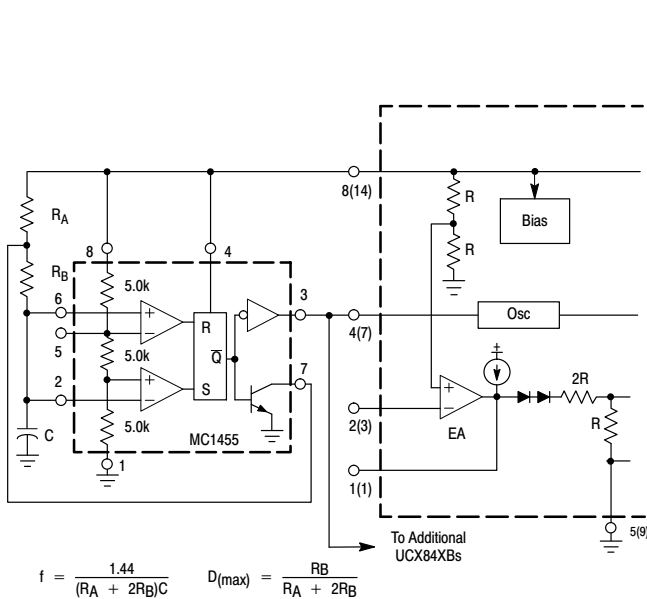 8(14)
R
Bias
RA
R
8
4
RB
5.0k
6
3
R
Osc
5
4(7)
5.0k
Q
7
2
S
2R
5.0k
2(3)
EA
R
C
MC1455
1
1(1)
5(9)
To Additional
UCX84XBs
f = 1.44 / (RA + 2RB)C
D(max) = RB / RA + 2RB